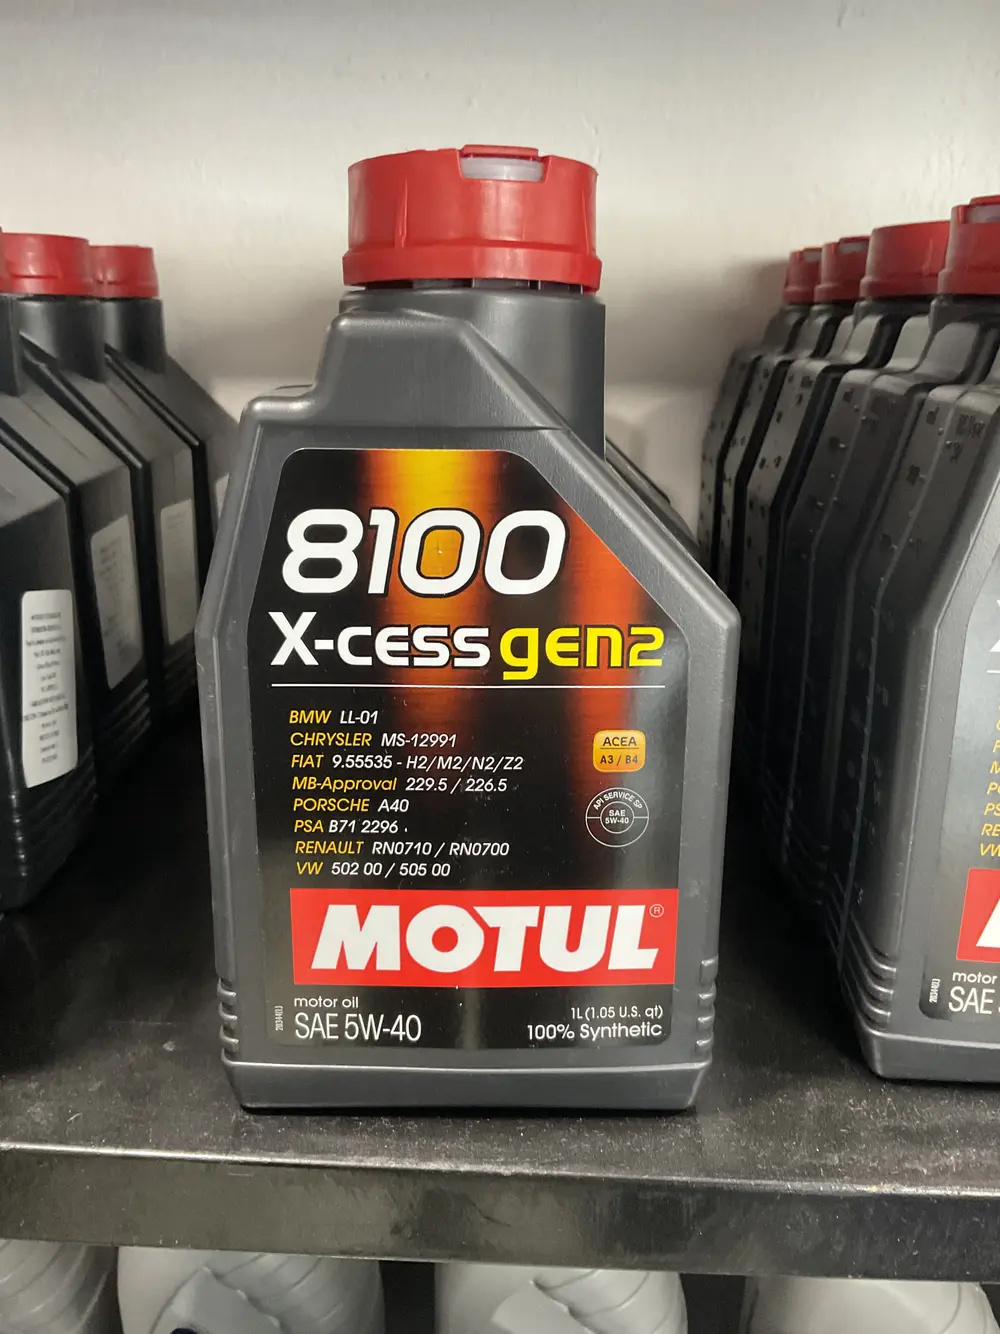 8100
X-cess gen2
BMW LL-01
CHRYSLER MS-12991
FIAT 9.55535 - H2/M2/N2/Z2
MB-Approval 229.5 / 226.5
PORSCHE A40
PSA B71 2296
RENAULT RN0710 / RN0700
VW 502 00 / 505 00
ACEA
A3 / B4
API SERVICE SP
SAE
5W-40
MOTUL®
motor oil
SAE 5W-40
1L (1.05 U.S. qt)
100% Synthetic
motor
SAE